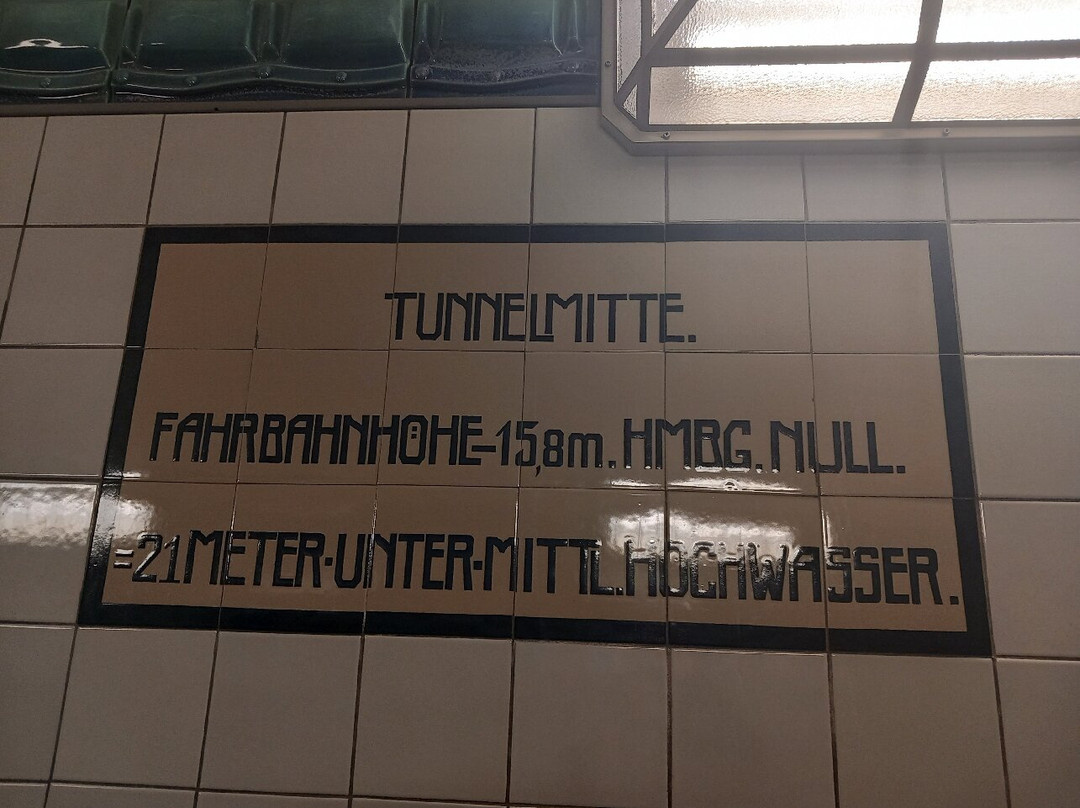 TUNNELMITTE.
FAHRBAHNHÖHE-15,8m.HMBG.NULL.
=21METER·UNTER·MITTL.HOCHWASSER.